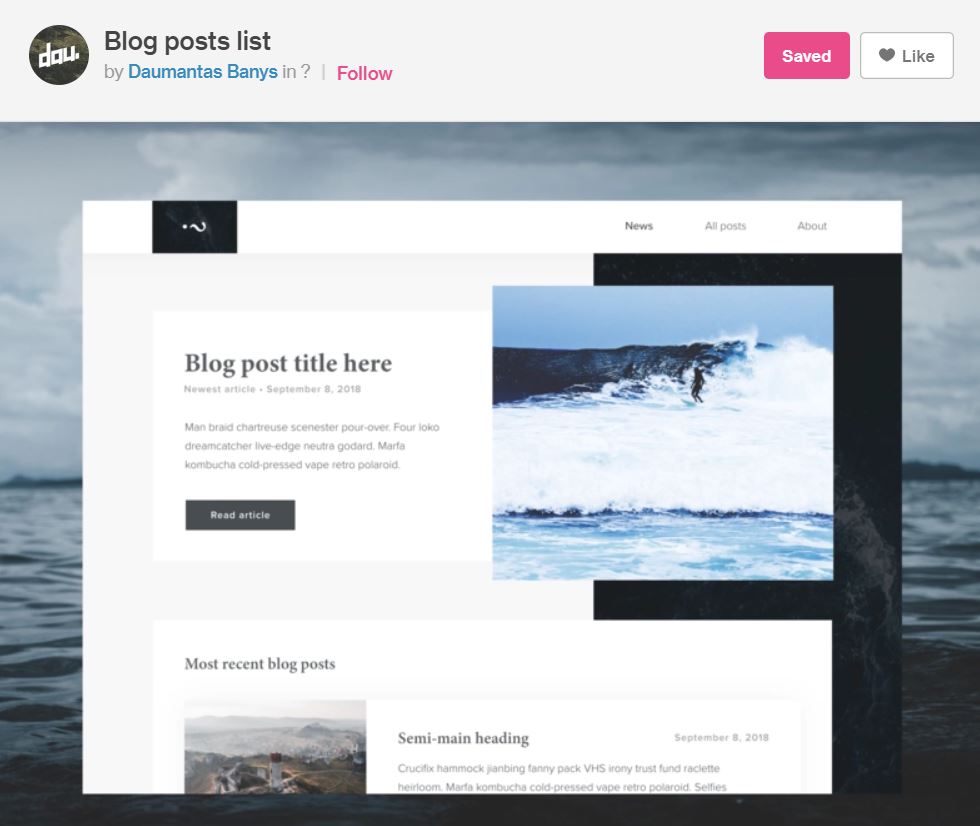 dau.
Blog posts list
by Daumantas Banys in ? | Follow
Saved
Like
News
All posts
About
Blog post title here
Newest article • September 8, 2018
Man braid chartreuse scenester pour-over. Four loko
dreamcatcher live-edge neutra godard. Marfa
kombucha cold-pressed vape retro polaroid.
Read article
Most recent blog posts
Semi-main heading
September 8, 2018
Crucifix hammock jianbing fanny pack VHS irony trust fund raclette
heirloom. Marfa kombucha cold-pressed vape retro polaroid. Selfies